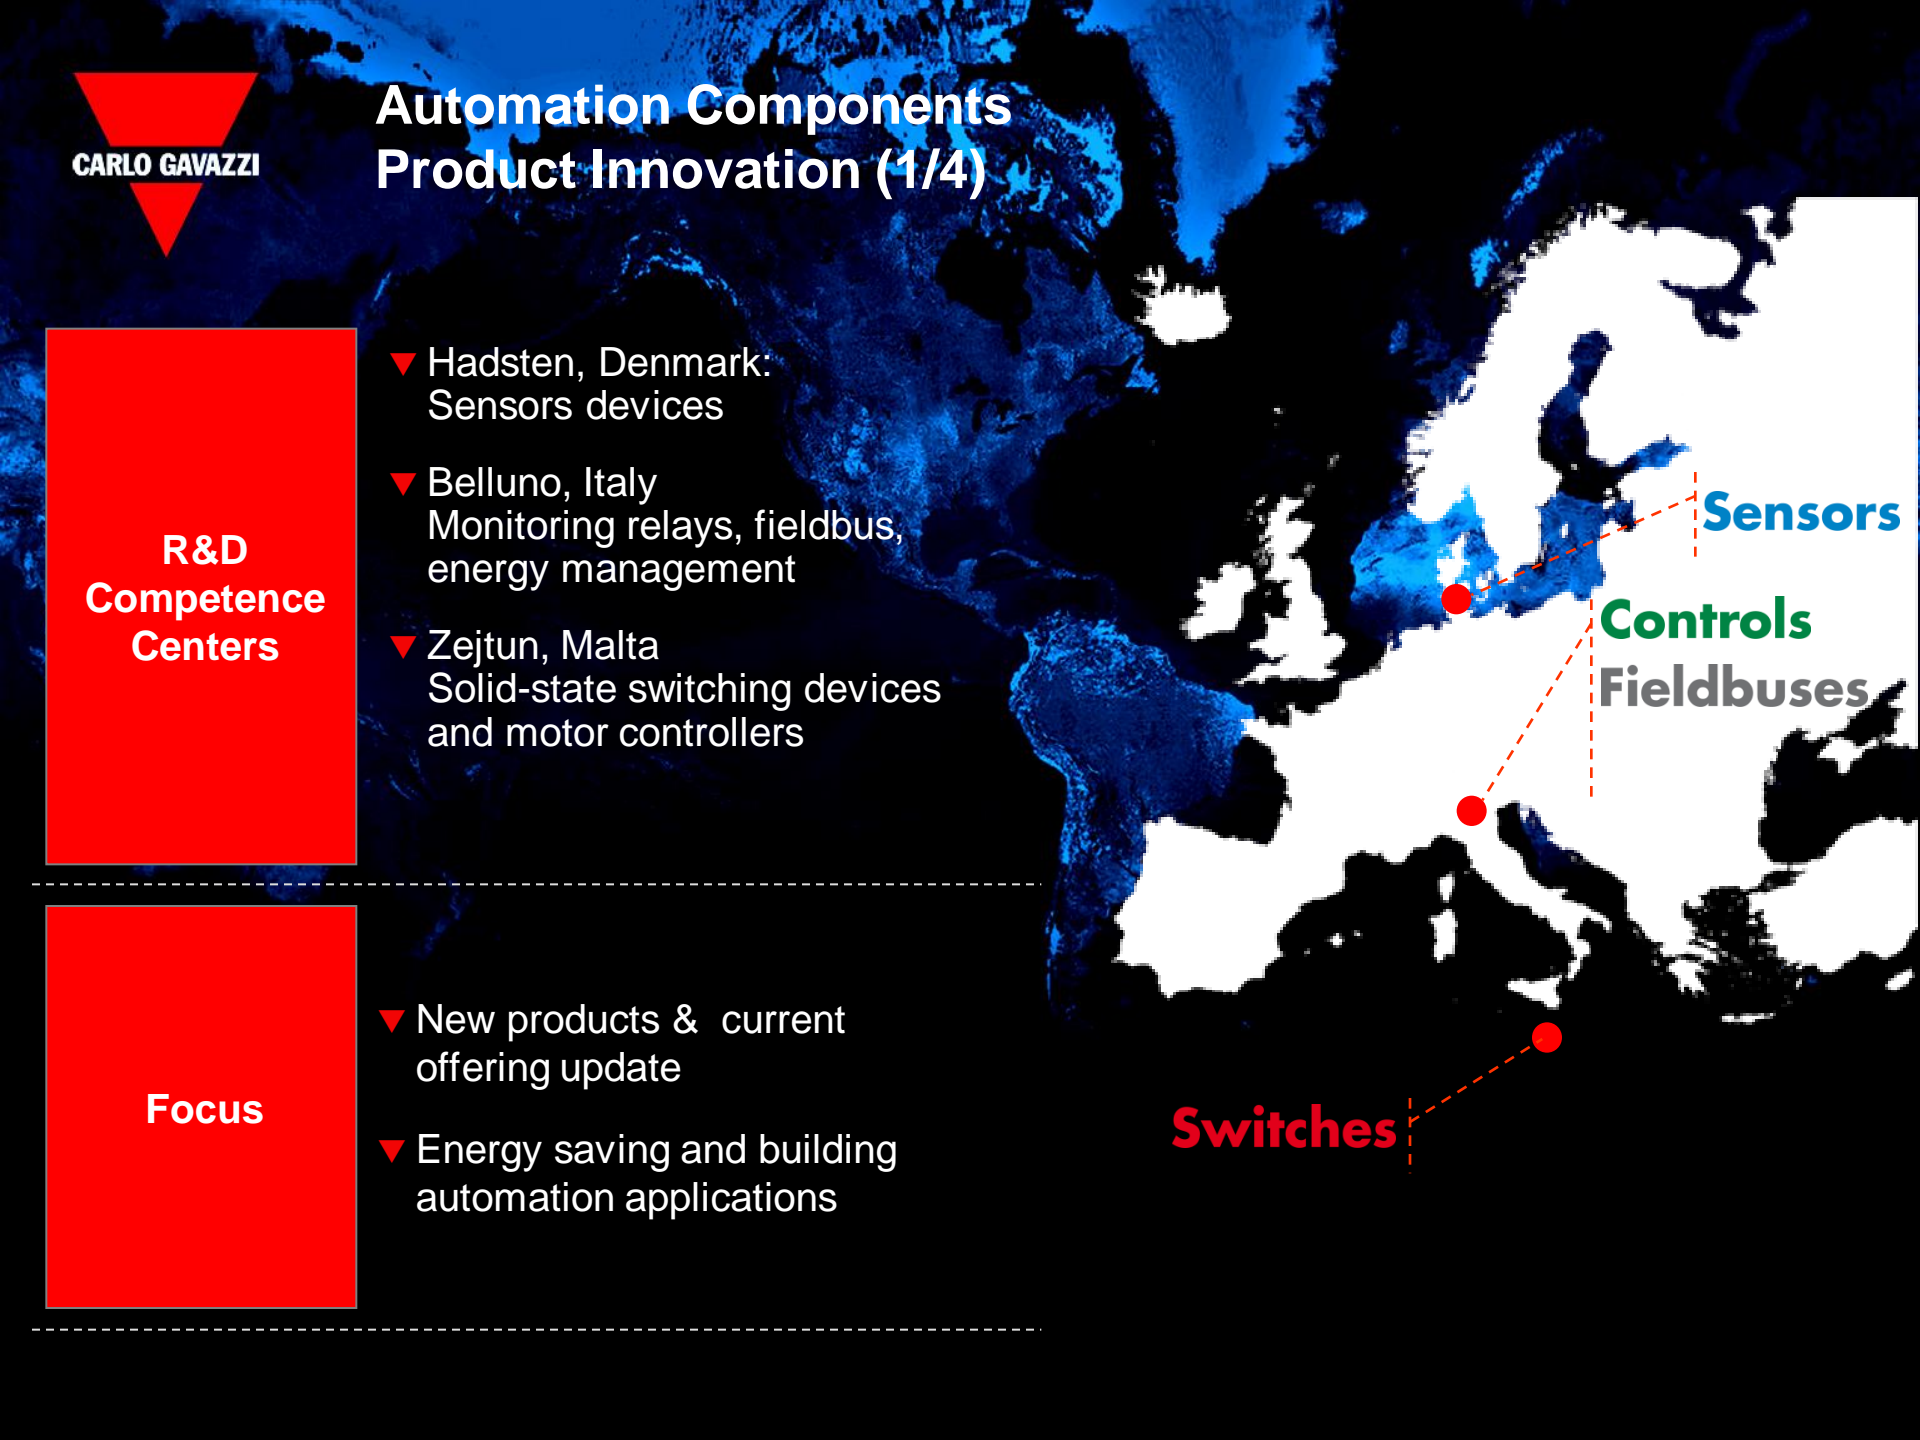 CARLO GAVAZZI
Automation Components
Product Innovation (1/4)
R&D
Competence
Centers
Hadsten, Denmark:
Sensors devices
Belluno, Italy
Monitoring relays, fieldbus,
energy management
Zejtun, Malta
Solid-state switching devices
and motor controllers
Sensors
Controls
Fieldbuses
Switches
Focus
New products &  current
offering update
Energy saving and building
automation applications